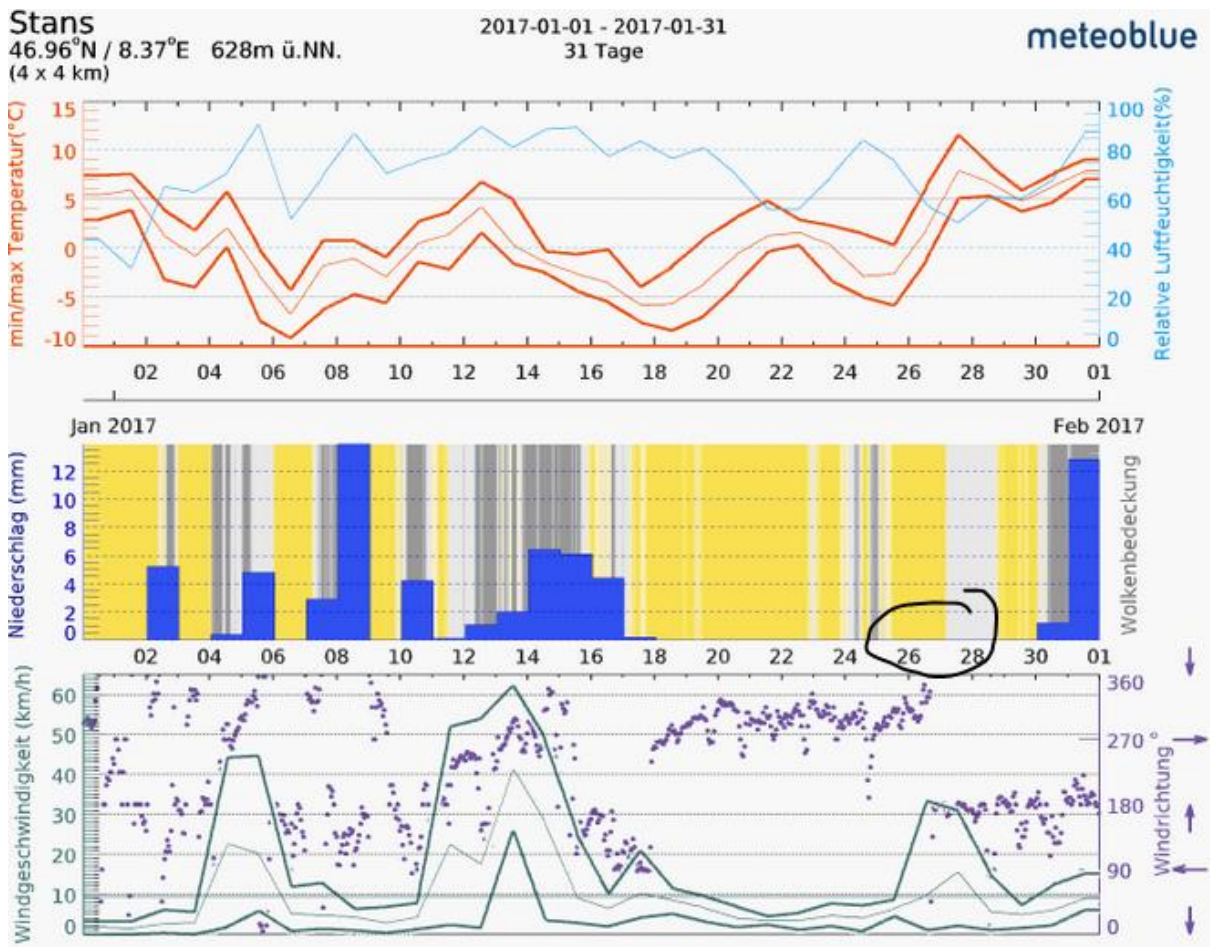 Stans
46.96°N / 8.37°E 628m ü.NN.
(4 x 4 km)
2017-01-01 - 2017-01-31
31 Tage
meteoblue
min/max Temperatur(°C)
15
10
5
0
-5
-10
100
80
60
40
20
0
Relative Luftfeuchtigkeit(%)
02 04 06 08 10 12 14 16 18 20 22 24 26 28 30 01
Jan 2017 Feb 2017
Niederschlag (mm)
12
10
8
6
4
2
0
Wolkenbedeckung
02 04 06 08 10 12 14 16 18 20 22 24 26 28 30 01
Windgeschwindigkeit (km/h)
60
50
40
30
20
10
0
360
270
180
90
0
Windrichtung °